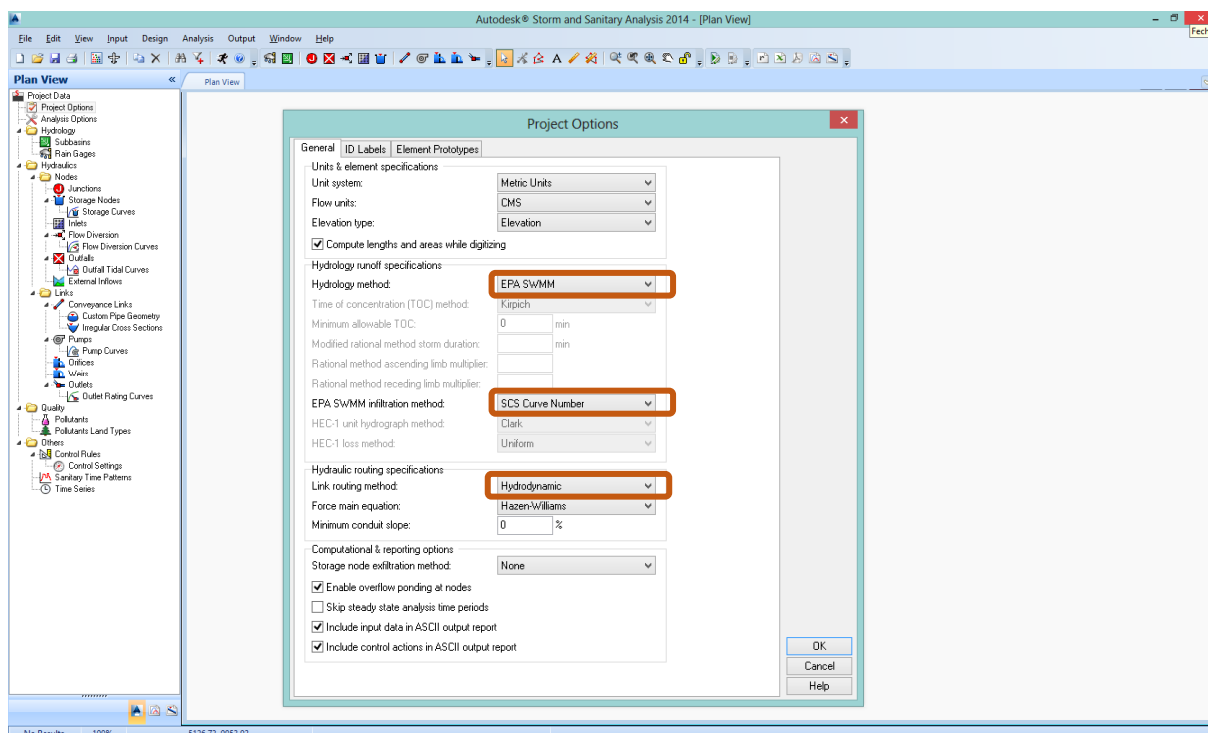 Autodesk® Storm and Sanitary Analysis 2014 - [Plan View]
Fech
File Edit View Input Design Analysis Output Window Help
Plan View «
Plan View
Project Data
Project Options
Analysis Options
Hydrology
Subbasins
Rain Gages
Hydraulics
Nodes
Junctions
Storage Nodes
Storage Curves
Inlets
Flow Diversion
Flow Diversion Curves
Outfalls
Outfall Tidal Curves
External Inflows
Links
Conveyance Links
Custom Pipe Geometry
Irregular Cross Sections
Pumps
Pump Curves
Orifices
Weirs
Outlets
Outlet Rating Curves
Quality
Pollutants
Pollutants Land Types
Others
Control Rules
Control Settings
Sanitary Time Patterns
Time Series
Project Options
General ID Labels Element Prototypes
Units & element specifications
Unit system: Metric Units
Flow units: CMS
Elevation type: Elevation
Compute lengths and areas while digitizing
Hydrology runoff specifications
Hydrology method: EPA SWMM
Time of concentration (TOC) method: Kirpich
Minimum allowable TOC: 0 min
Modified rational method storm duration: min
Rational method ascending limb multiplier:
Rational method receding limb multiplier:
EPA SWMM infiltration method: SCS Curve Number
HEC-1 unit hydrograph method: Clark
HEC-1 loss method: Uniform
Hydraulic routing specifications
Link routing method: Hydrodynamic
Force main equation: Hazen-Williams
Minimum conduit slope: 0 %
Computational & reporting options
Storage node exfiltration method: None
Enable overflow ponding at nodes
Skip steady state analysis time periods
Include input data in ASCII output report
Include control actions in ASCII output report
OK
Cancel
Help
No Results 100%